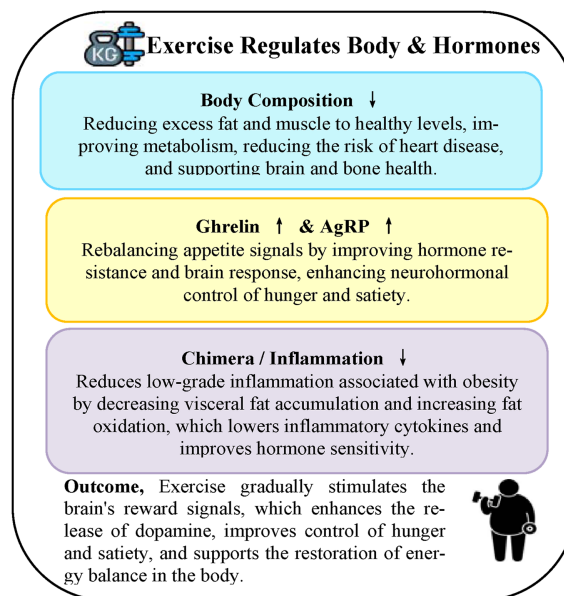 KG
Exercise Regulates Body & Hormones
Body Composition ↓
Reducing excess fat and muscle to healthy levels, im-
proving metabolism, reducing the risk of heart disease,
and supporting brain and bone health.
Ghrelin ↑ & AgRP ↑
Rebalancing appetite signals by improving hormone re-
sistance and brain response, enhancing neurohormonal
control of hunger and satiety.
Chimera / Inflammation ↓
Reduces low-grade inflammation associated with obesity
by decreasing visceral fat accumulation and increasing fat
oxidation, which lowers inflammatory cytokines and
improves hormone sensitivity.
Outcome, Exercise gradually stimulates the
brain's reward signals, which enhances the re-
lease of dopamine, improves control of hunger
and satiety, and supports the restoration of ener-
gy balance in the body.